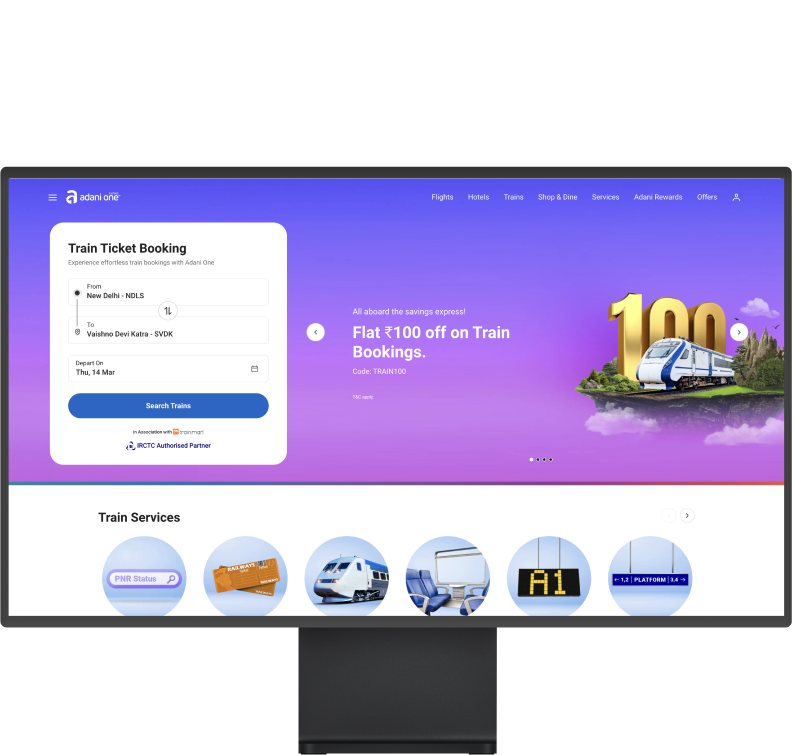 adani one
Flights Hotels Trains Shop & Dine Services Adani Rewards Offers
Train Ticket Booking
Experience effortless train bookings with Adani One
From
New Delhi - NDLS
To
Vaishno Devi Katra - SVDK
Depart On
Thu, 14 Mar
Search Trains
In Association with trainman
IRCTC Authorised Partner
All aboard the savings express!
Flat ₹100 off on Train
Bookings.
Code: TRAIN100
T&C apply
100
Train Services
PNR Status
RAILWAYS
A1
← 1,2 | PLATFORM | 3,4 →